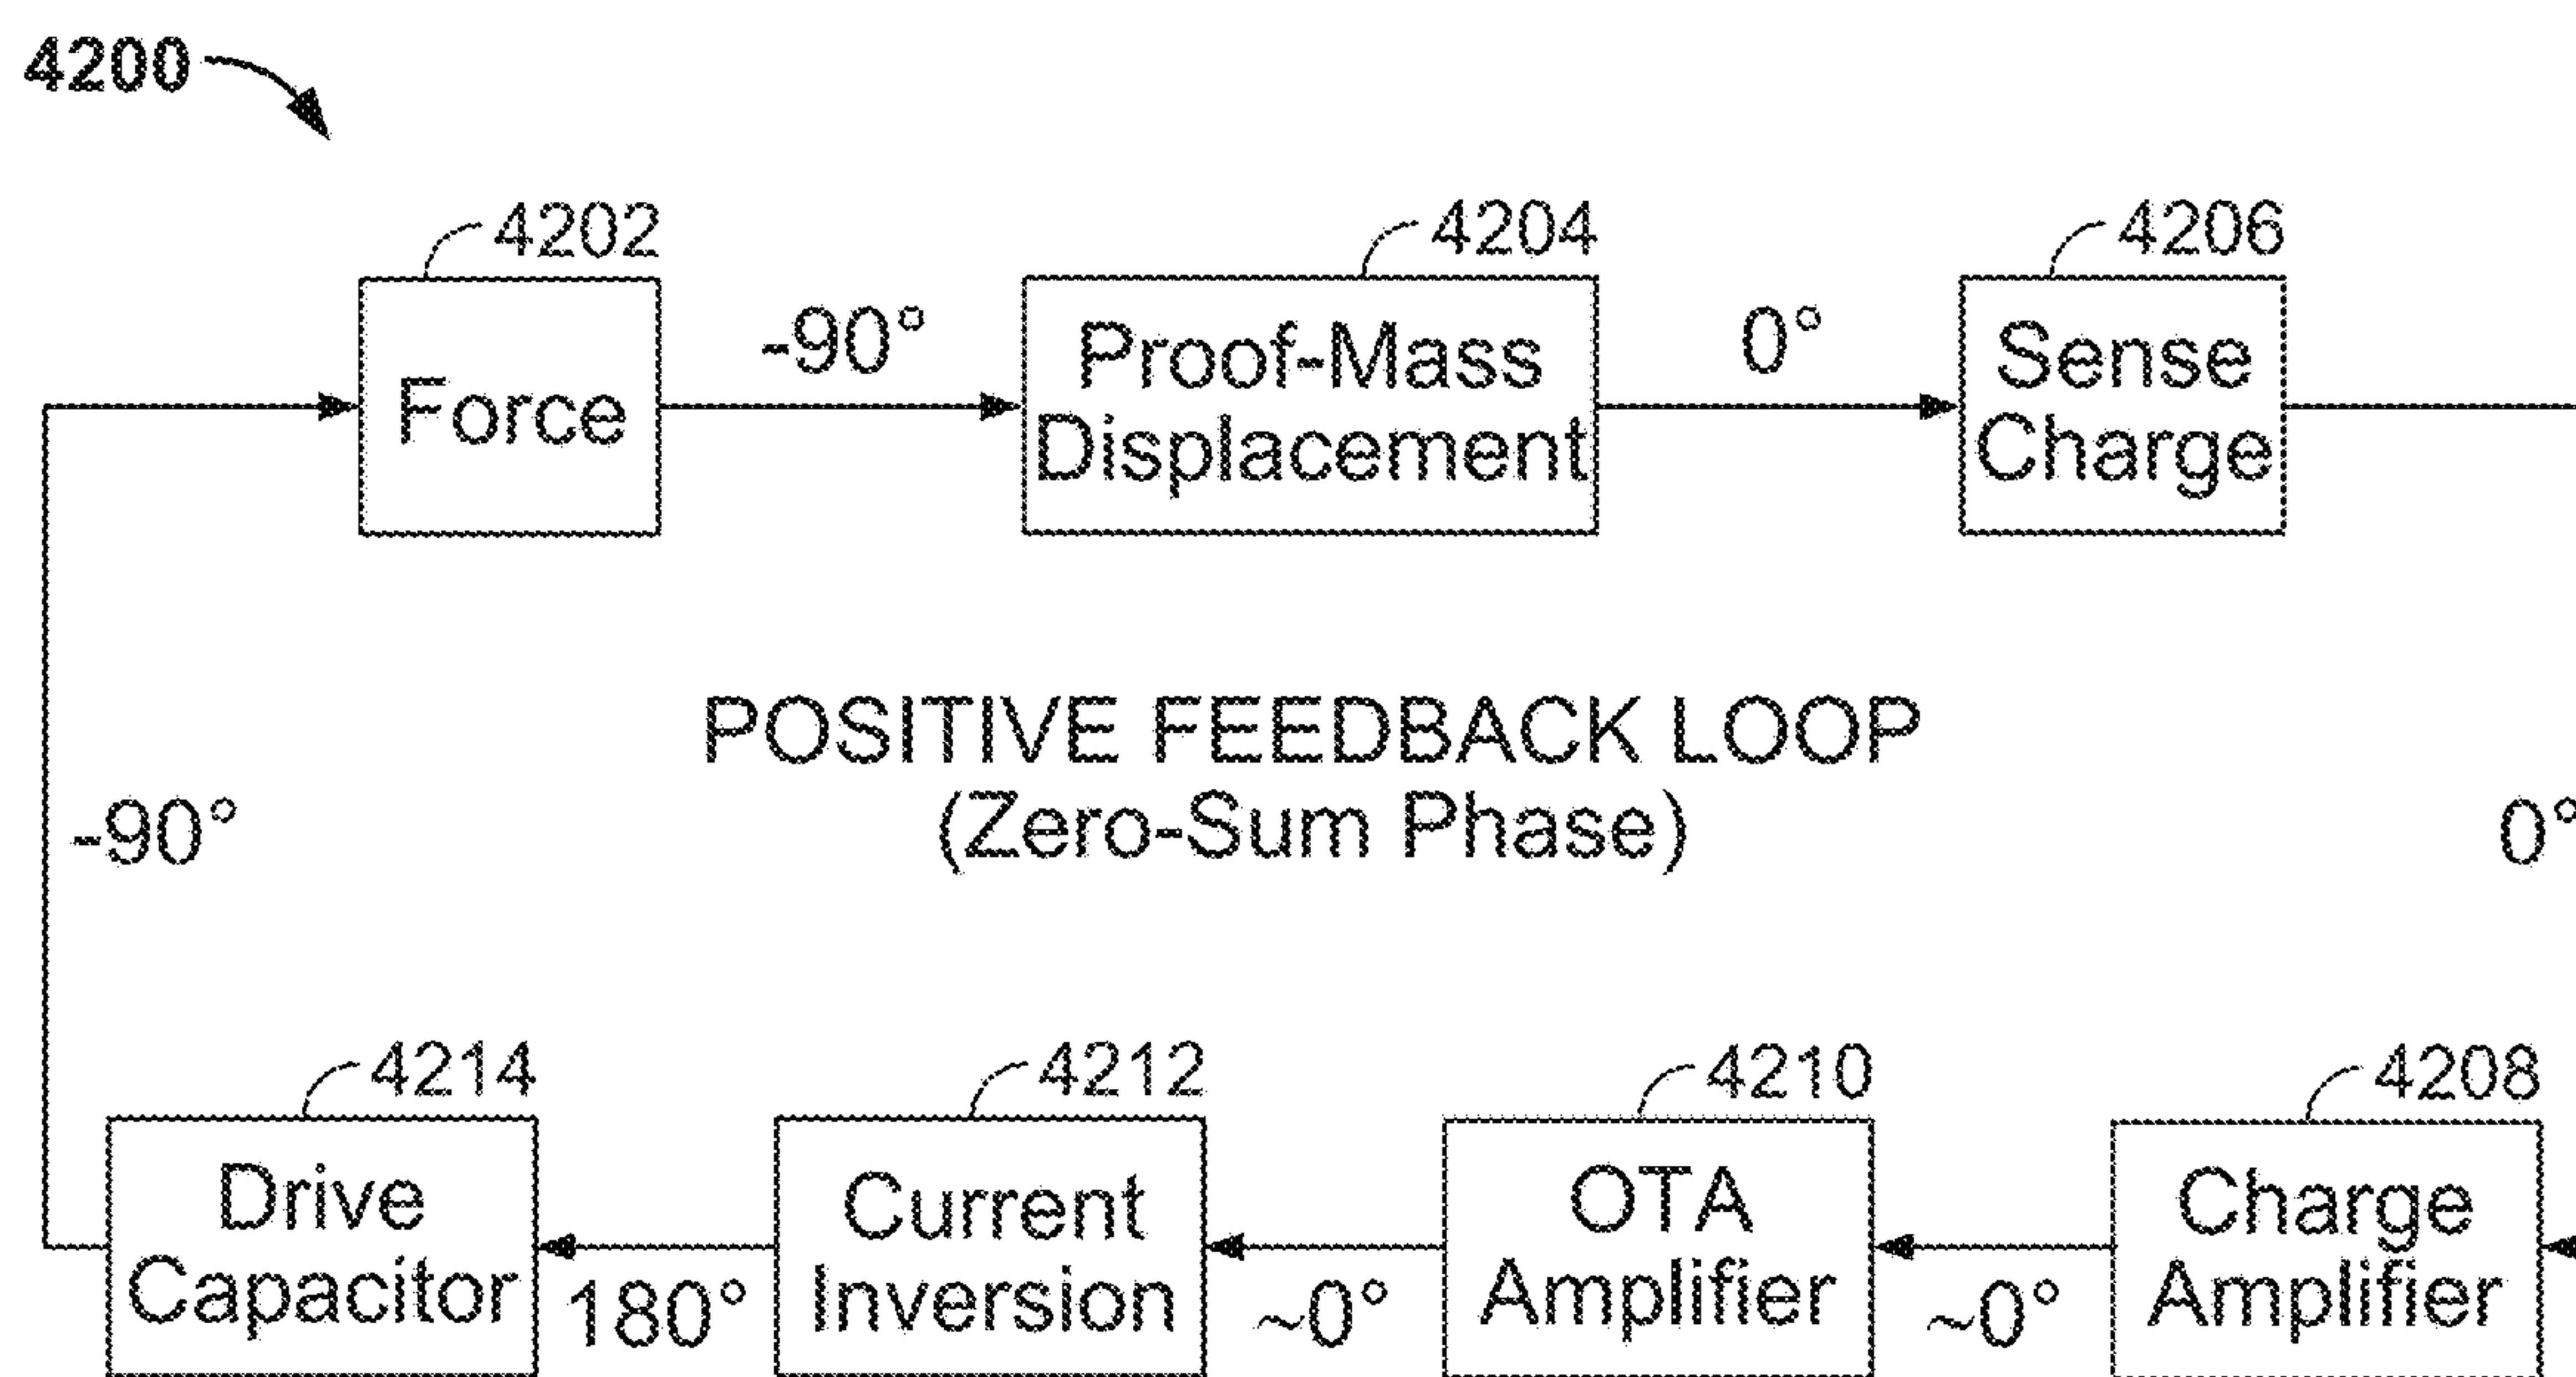 4200
4202
4204
4206
Force
-90°
Proof-Mass
Displacement
0°
Sense
Charge
POSITIVE FEEDBACK LOOP
(Zero-Sum Phase)
-90°
0°
4214
4212
4210
4208
Drive
Capacitor
180°
Current
Inversion
~0°
OTA
Amplifier
~0°
Charge
Amplifier